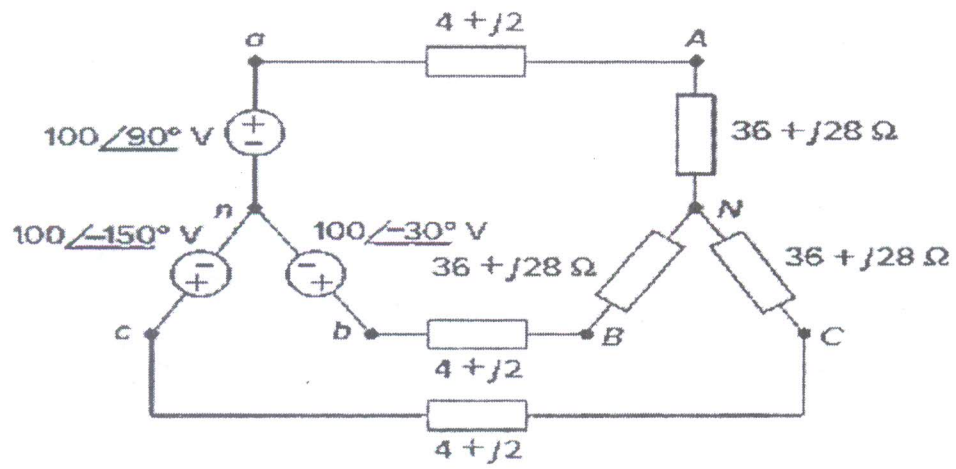 4 + j2
a
A
100∠90° V
+
−
36 + j28 Ω
n
N
100∠−150° V
100∠−30° V
36 + j28 Ω
36 + j28 Ω
−
+
−
+
c
b
B
C
4 + j2
4 + j2